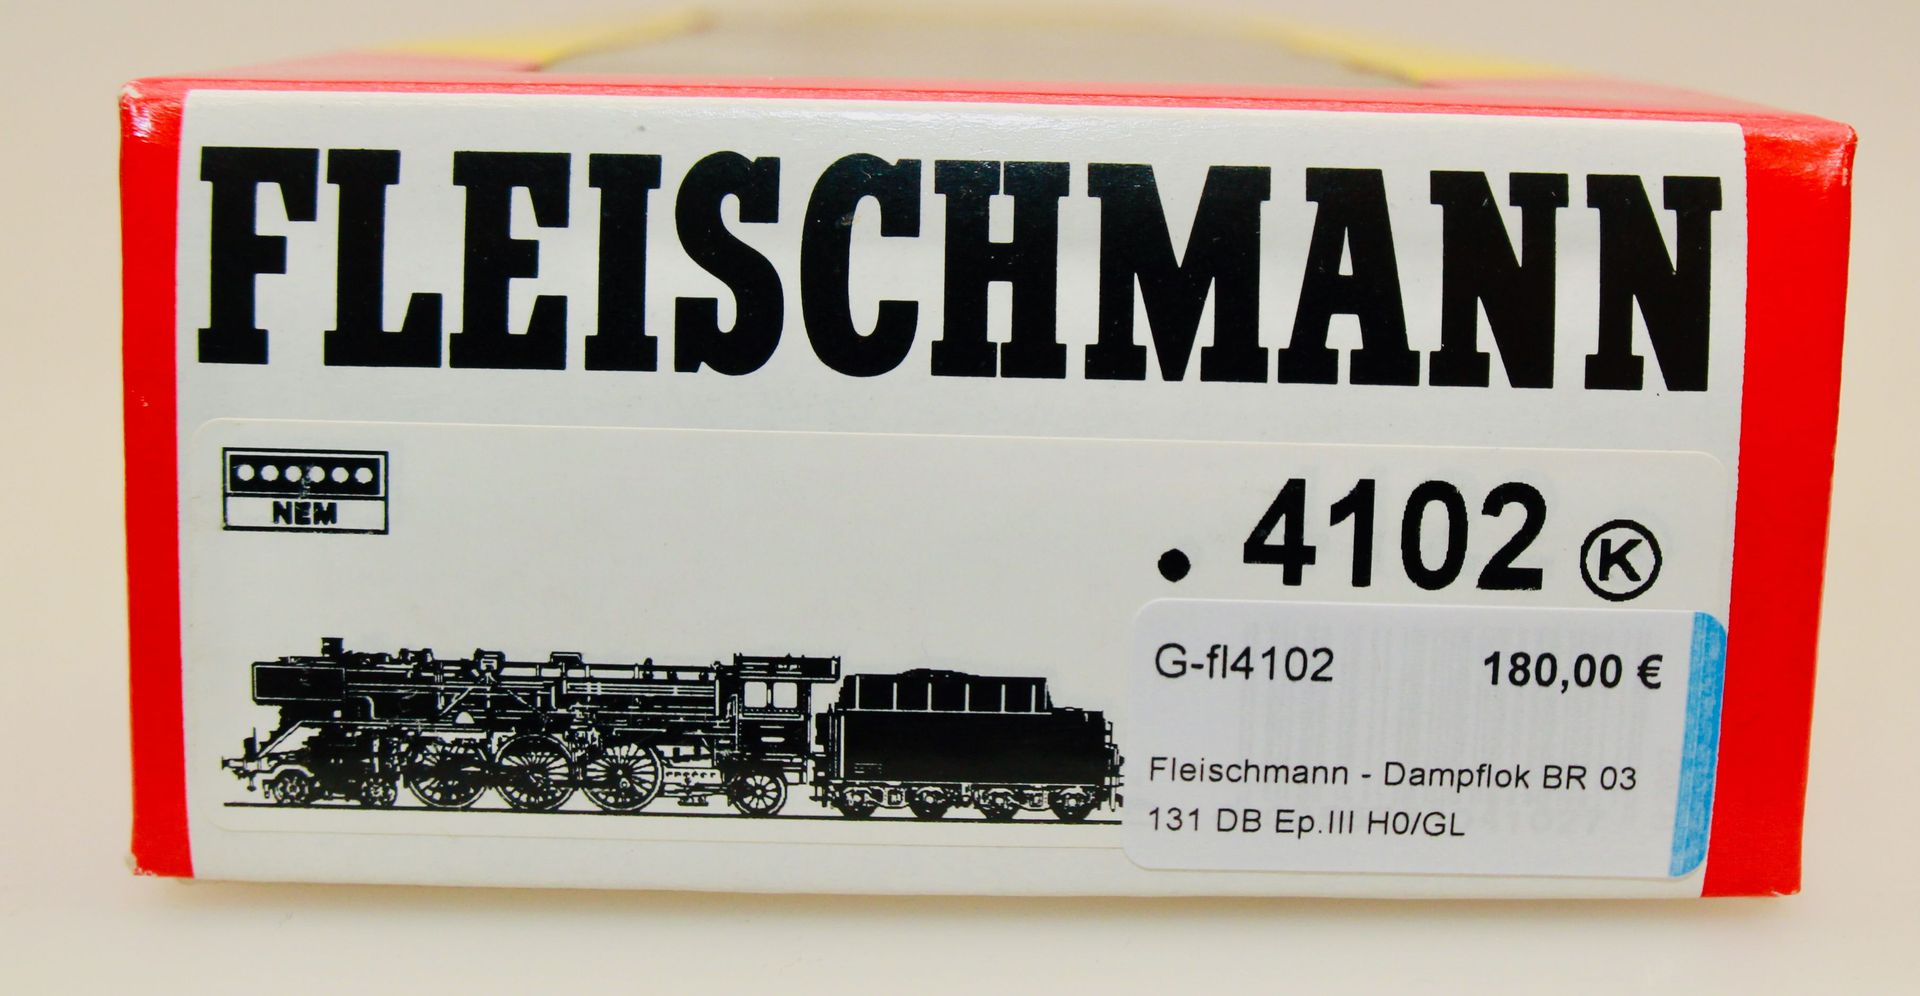 FLEISCHMANN
NEM
. 4102 K
G-fl4102 180,00 €
Fleischmann - Dampflok BR 03
131 DB Ep.III H0/GL